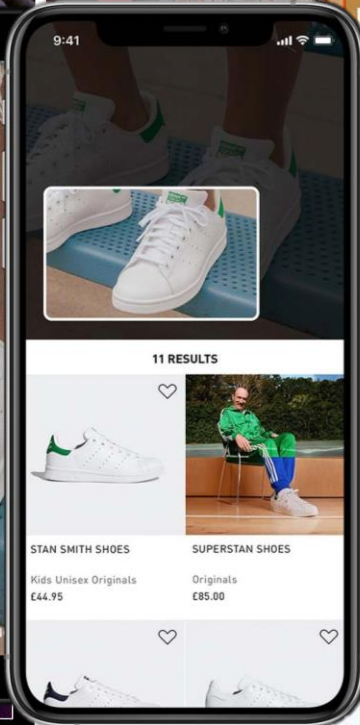 9:41
11 RESULTS
STAN SMITH SHOES
SUPERSTAN SHOES
Kids Unisex Originals
Originals
£44.95
£85.00